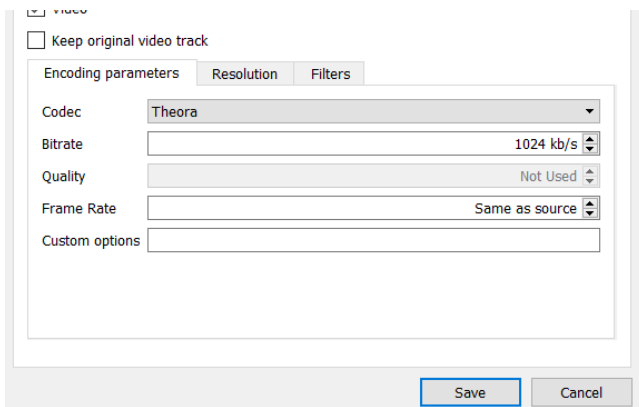 Video
Keep original video track
Encoding parameters Resolution Filters
Codec Theora
Bitrate 1024 kb/s
Quality Not Used
Frame Rate Same as source
Custom options
Save Cancel